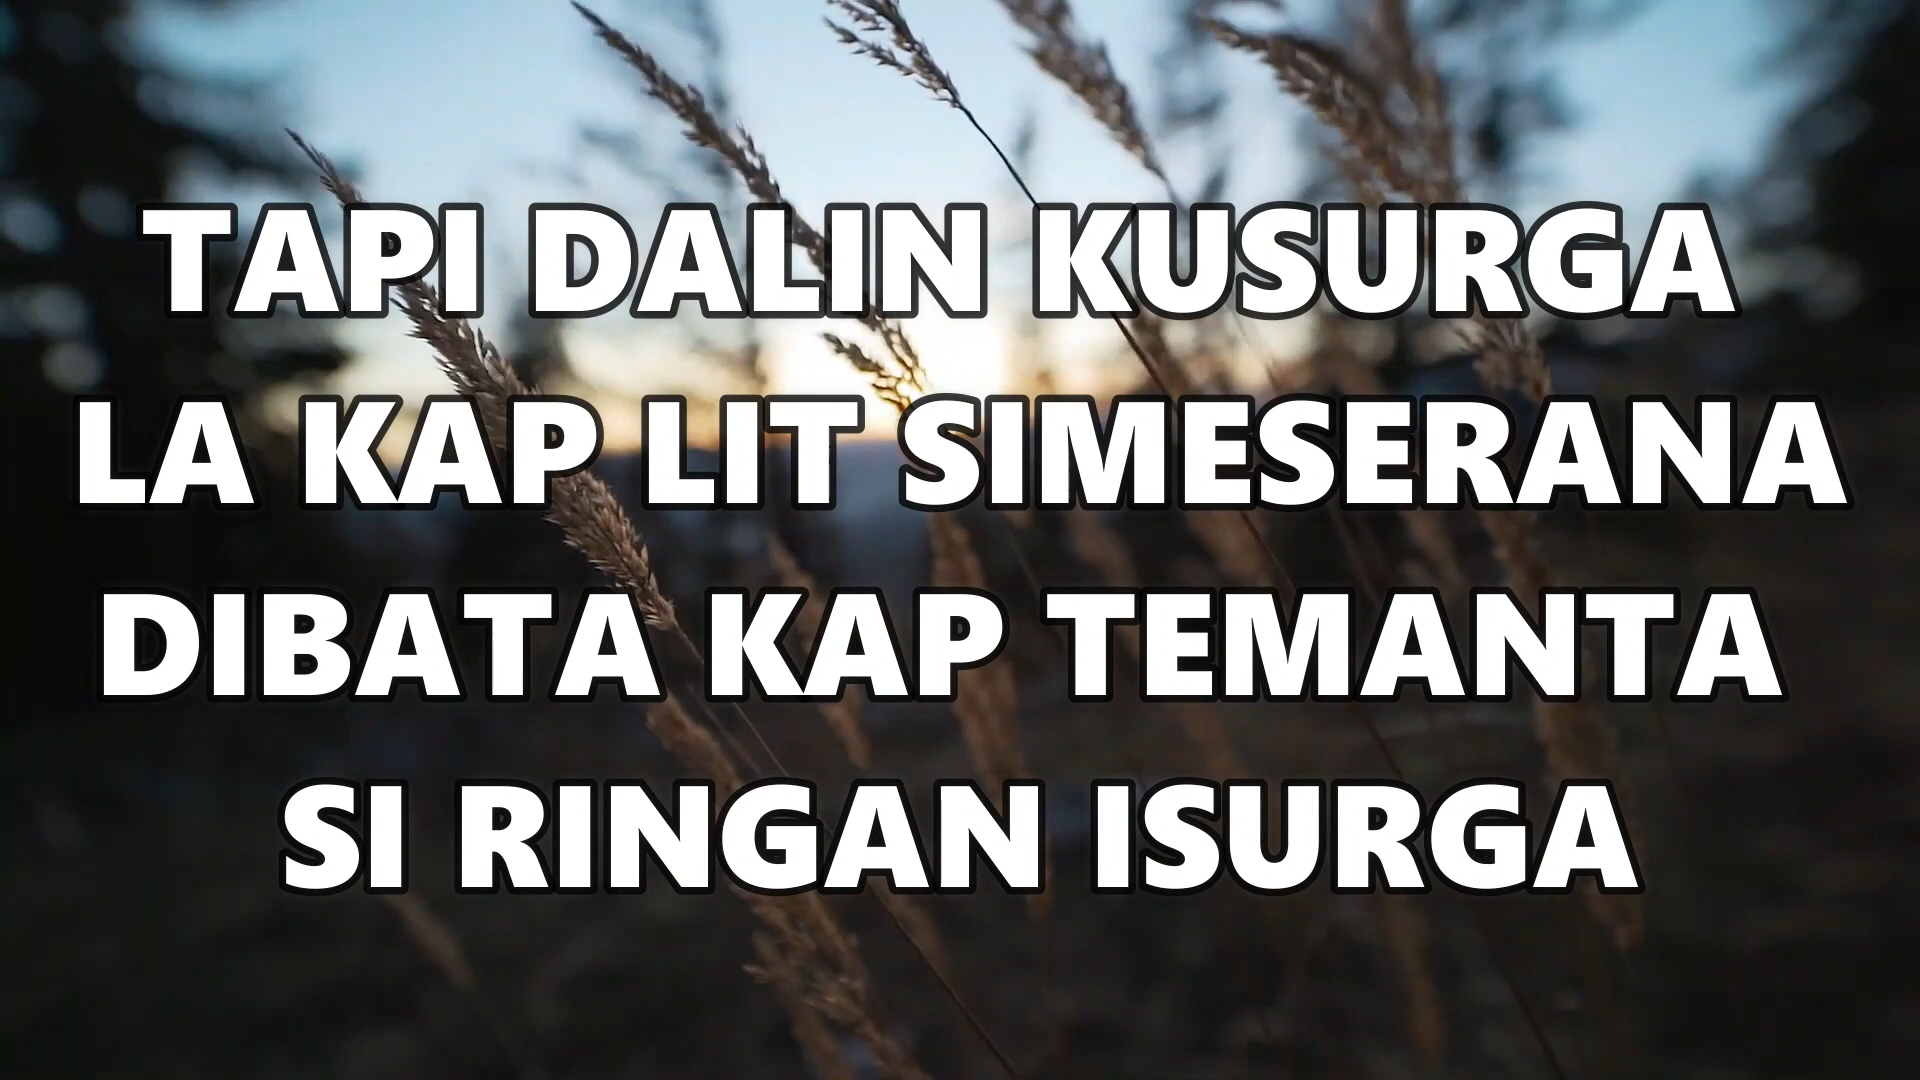 TAPI DALIN KUSURGA
LA KAP LIT SIMESERANA
DIBATA KAP TEMANTA
SI RINGAN ISURGA